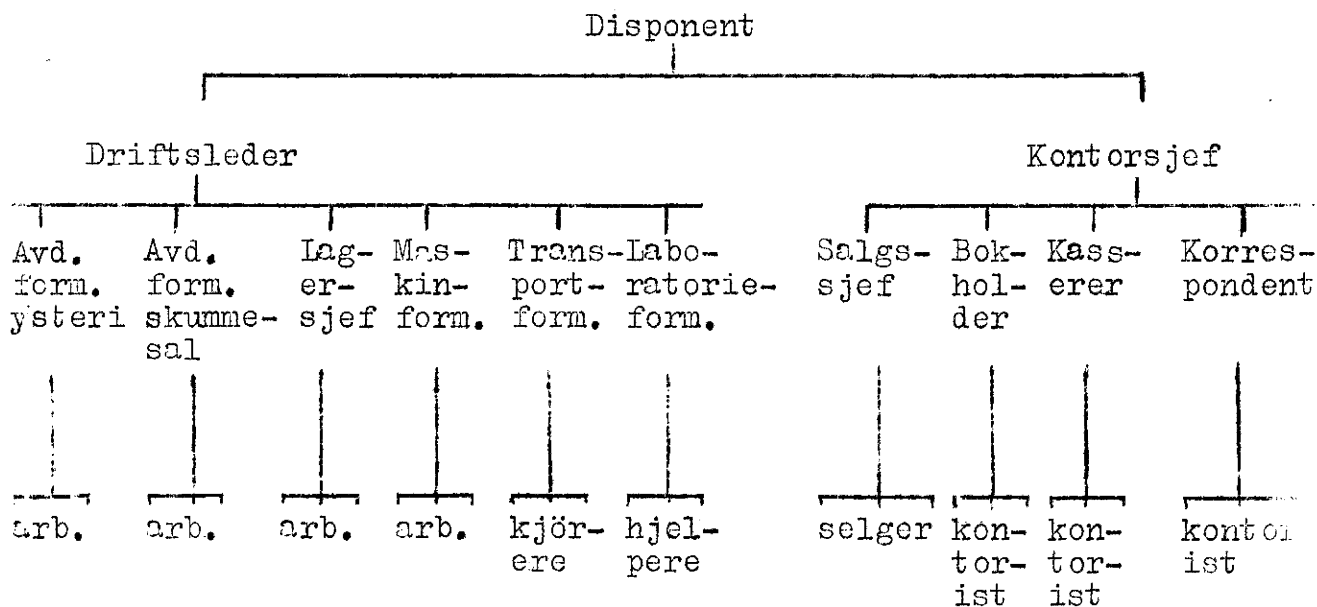 Disponent
Driftsleder Kontorsjef
Avd. Avd. Lag- Mas- Trans- Labo- Salgs- Bok- Kass- Korres-
form. form. er- kin- port- ratorie- sjef hol- erer pondent
ysteri skumme- sjef form. form. form. der
sal
arb. arb. arb. arb. kjör- hjel- selger kon- kon- kontor
ere pere tor- tor- ist
ist ist